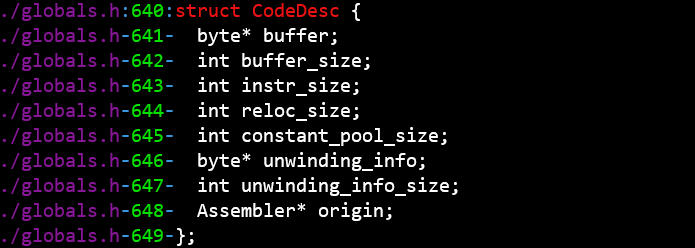 ./globals.h:640:struct CodeDesc {
./globals.h-641-  byte* buffer;
./globals.h-642-  int buffer_size;
./globals.h-643-  int instr_size;
./globals.h-644-  int reloc_size;
./globals.h-645-  int constant_pool_size;
./globals.h-646-  byte* unwinding_info;
./globals.h-647-  int unwinding_info_size;
./globals.h-648-  Assembler* origin;
./globals.h-649-};